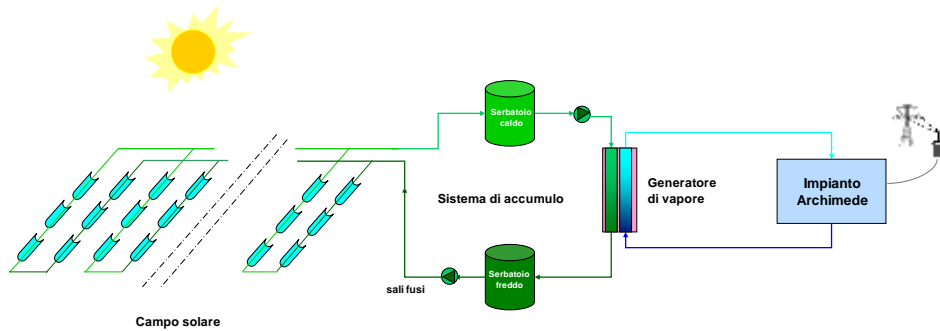 Serbatoio
caldo
Sistema di accumulo
Generatore
di vapore
Impianto
Archimede
Serbatoio
freddo
sali fusi
Campo solare